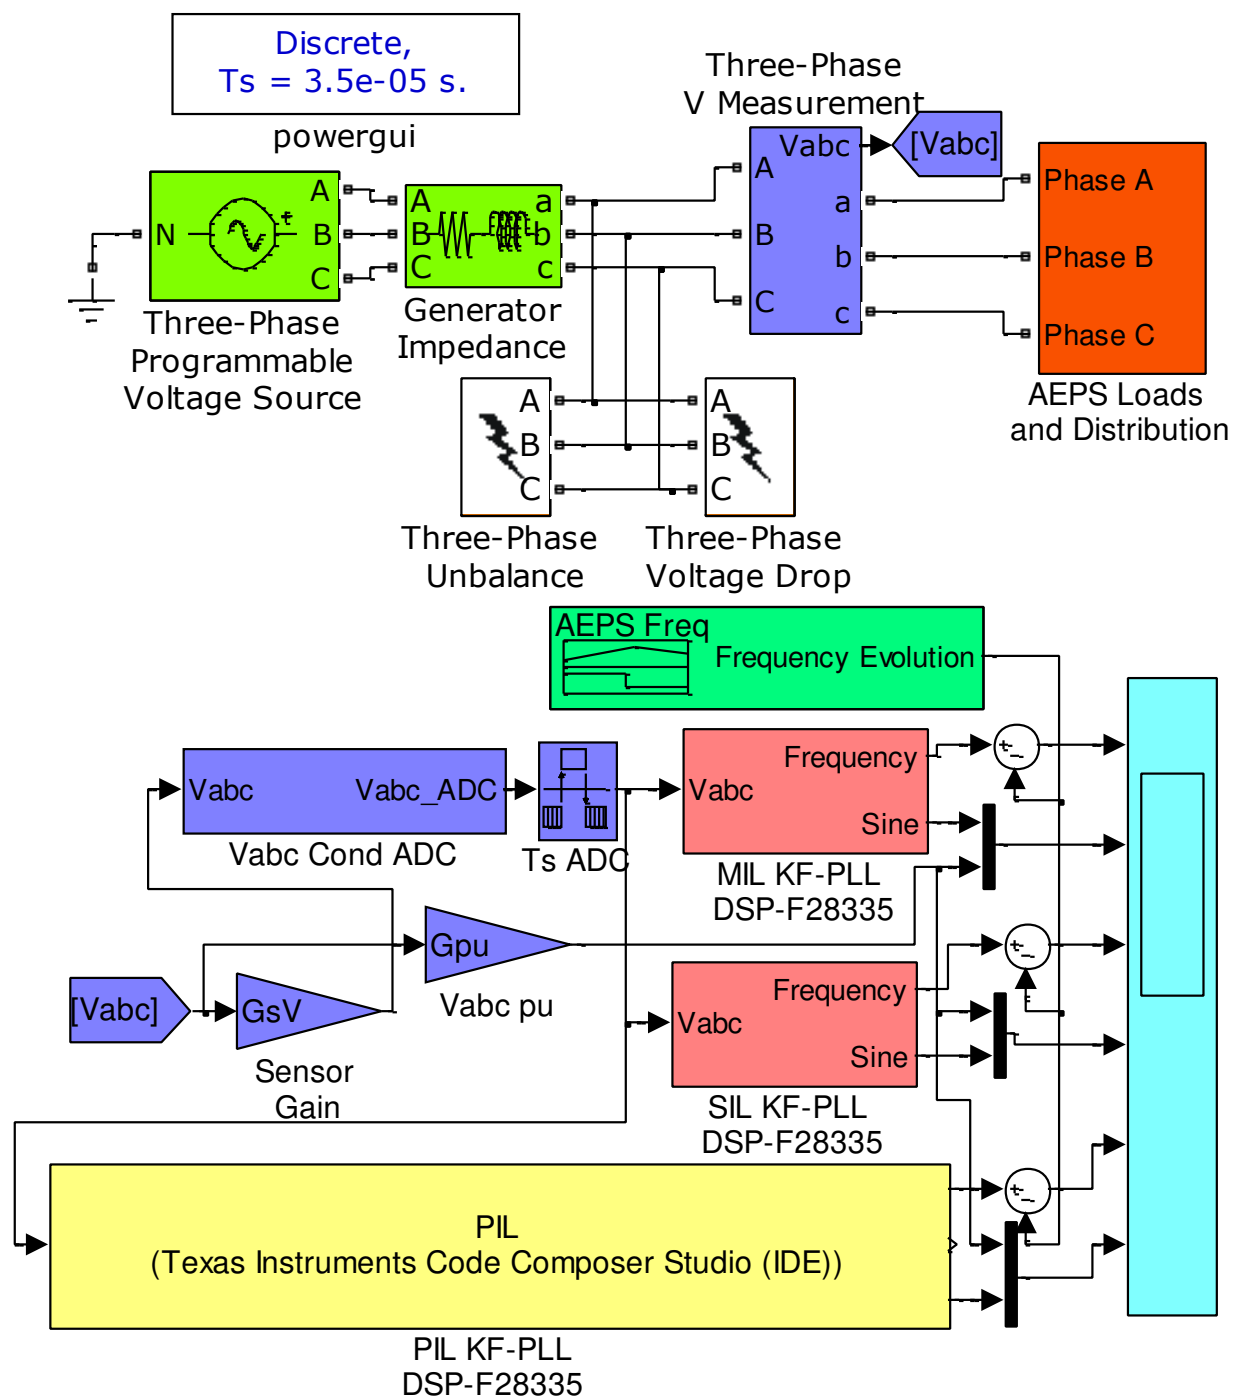 Discrete,
Ts = 3.5e-05 s.
powergui
Three-Phase
V Measurement
Vabc
[Vabc]
A
B
C
a
b
c
Phase A
Phase B
Phase C
AEPS Loads
and Distribution
N
A
B
C
Three-Phase
Programmable
Voltage Source
A
B
C
a
b
c
Generator
Impedance
A
B
C
Three-Phase
Unbalance
A
B
C
Three-Phase
Voltage Drop
AEPS Freq
Frequency Evolution
Vabc
Vabc_ADC
Vabc Cond ADC
Ts ADC
Vabc
Frequency
Sine
MIL KF-PLL
DSP-F28335
[Vabc]
GsV
Sensor
Gain
Gpu
Vabc pu
Vabc
Frequency
Sine
SIL KF-PLL
DSP-F28335
PIL
(Texas Instruments Code Composer Studio (IDE))
PIL KF-PLL
DSP-F28335